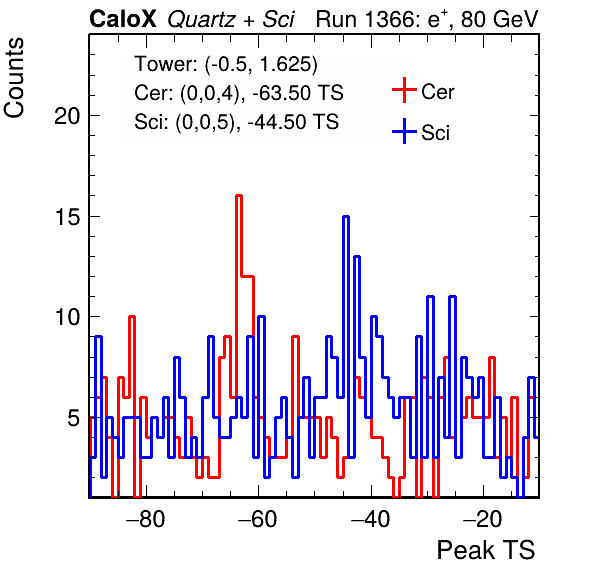 CaloX Quartz + Sci Run 1366: e⁺, 80 GeV
Counts
Tower: (-0.5, 1.625)
Cer: (0,0,4), -63.50 TS
Sci: (0,0,5), -44.50 TS
Cer
Sci
20
15
10
5
−80 −60 −40 −20
Peak TS